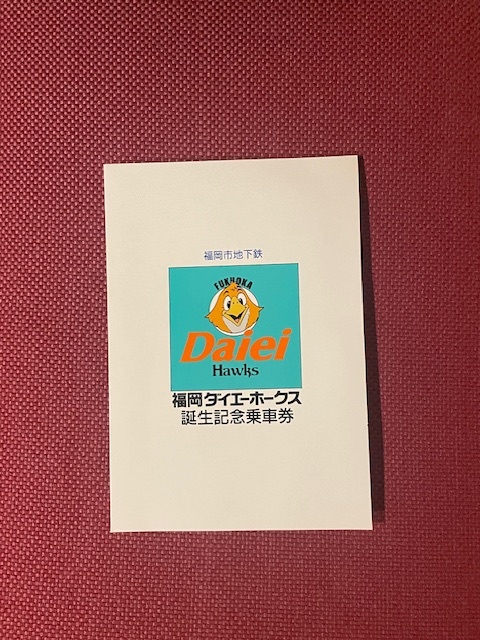 福岡市地下鉄
FUKUOKA
Daiei
Hawks
福岡ダイエーホークス
誕生記念乗車券